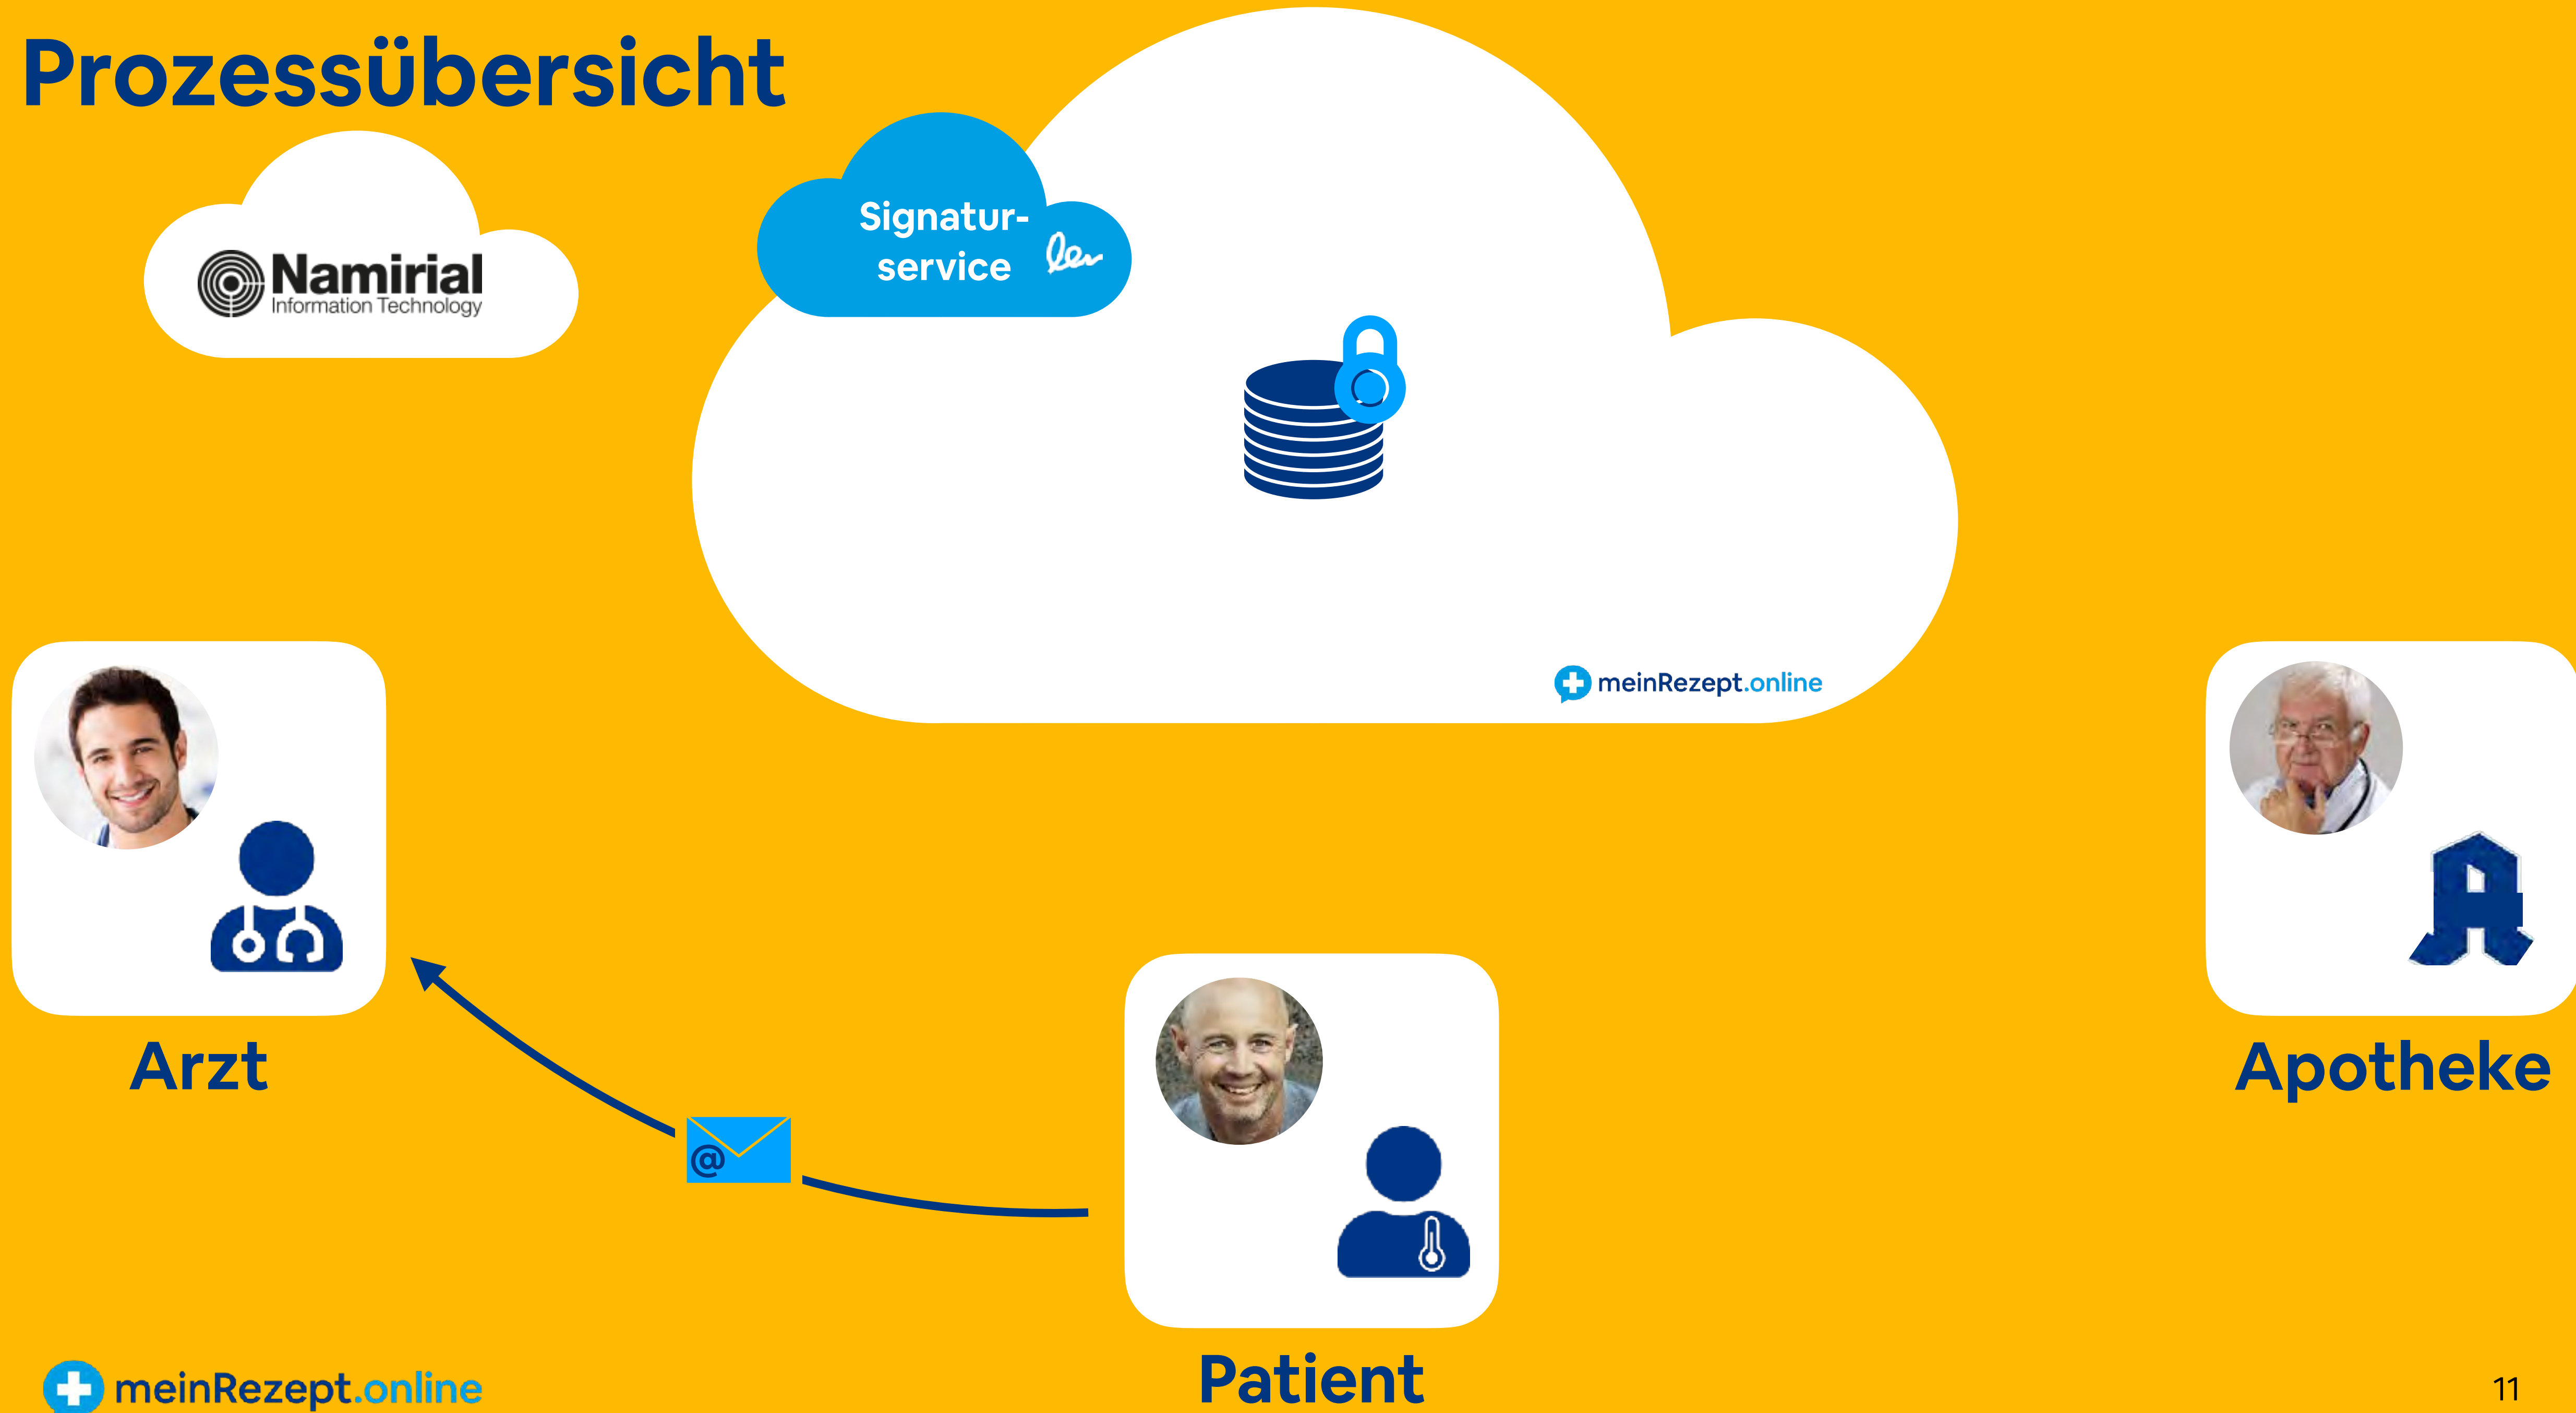 Prozessübersicht
Namirial
Information Technology
Signatur-
service
meinRezept.online
Arzt
Apotheke
@
Patient
meinRezept.online
11